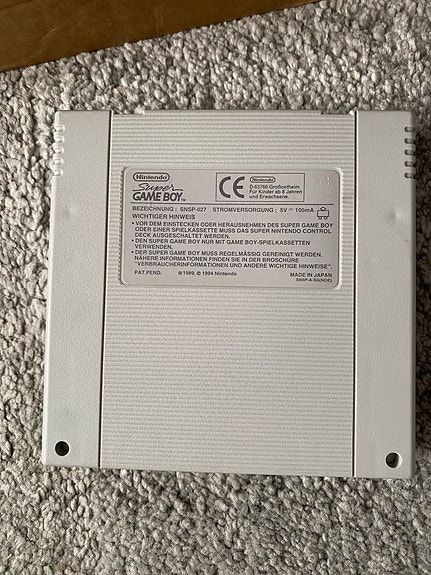 Nintendo
Super
GAME BOY™
CE
Nintendo
D-63760 Großostheim
Für Kinder ab 8 Jahren
und Erwachsene.
BEZEICHNUNG : SNSP-027 STROMVERSORGUNG : 5V ⎓ 100mA
WICHTIGER HINWEIS
• VOR DEM EINSTECKEN ODER HERAUSNEHMEN DES SUPER GAME BOY
ODER EINER SPIELKASSETTE MUSS DAS SUPER NINTENDO CONTROL
DECK AUSGESCHALTET WERDEN.
• DEN SUPER GAME BOY NUR MIT GAME BOY-SPIELKASSETTEN
VERWENDEN.
• DER SUPER GAME BOY MUSS REGELMÄSSIG GEREINIGT WERDEN.
NÄHERE INFORMATIONEN FINDEN SIE IN DER BROSCHÜRE
"VERBRAUCHERINFORMATIONEN UND ANDERE WICHTIGE HINWEISE".
PAT.PEND. ©1989, © 1994 Nintendo MADE IN JAPAN
SNSP-A-SG(NOE)